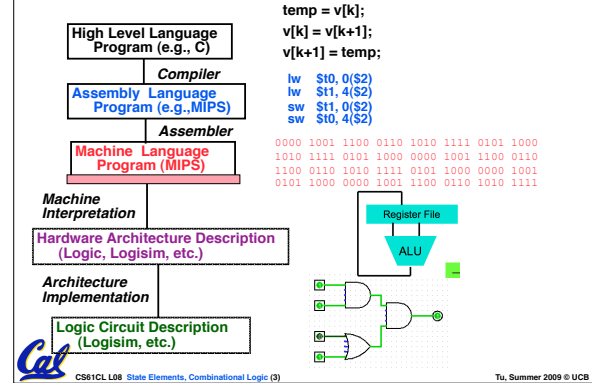 temp = v[k];
v[k] = v[k+1];
v[k+1] = temp;
High Level Language
Program (e.g., C)
Compiler
lw $t0, 0($2)
lw $t1, 4($2)
sw $t1, 0($2)
sw $t0, 4($2)
Assembly Language
Program (e.g.,MIPS)
Assembler
Machine Language
Program (MIPS)
0000 1001 1100 0110 1010 1111 0101 1000
1010 1111 0101 1000 0000 1001 1100 0110
1100 0110 1010 1111 0101 1000 0000 1001
0101 1000 0000 1001 1100 0110 1010 1111
Machine
Interpretation
Register File
ALU
Hardware Architecture Description
(Logic, Logisim, etc.)
Architecture
Implementation
Logic Circuit Description
(Logisim, etc.)
Cal
CS61CL L08 State Elements, Combinational Logic (3)
Tu, Summer 2009 © UCB